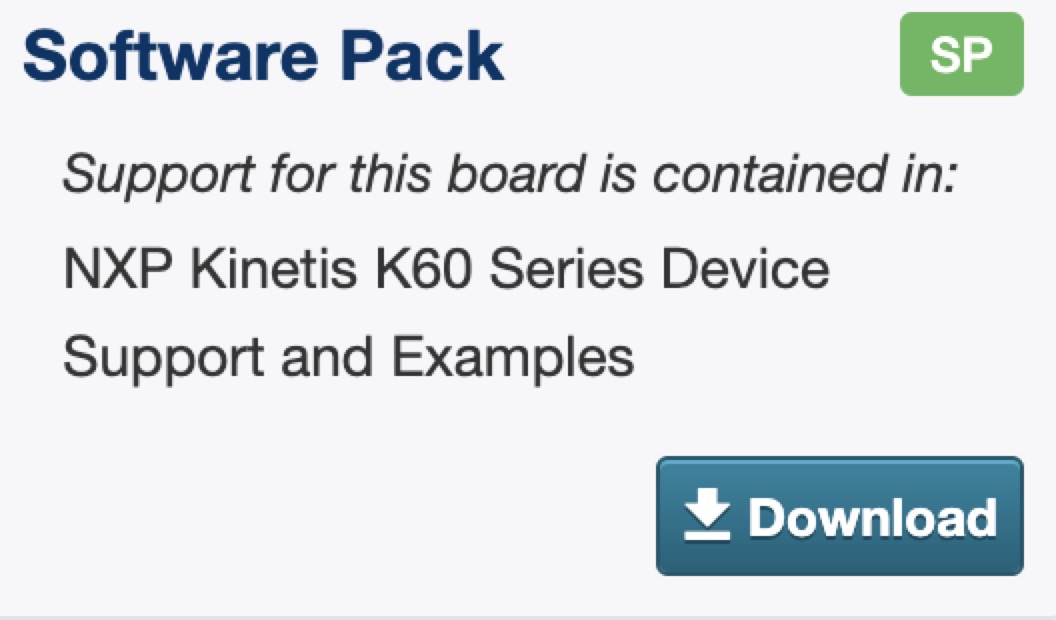 Software Pack
SP
Support for this board is contained in:
NXP Kinetis K60 Series Device
Support and Examples
Download